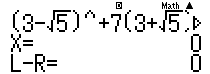 D Math ▲
(3-√5)^+7(3+√5)▷
X= 0
L-R= 0